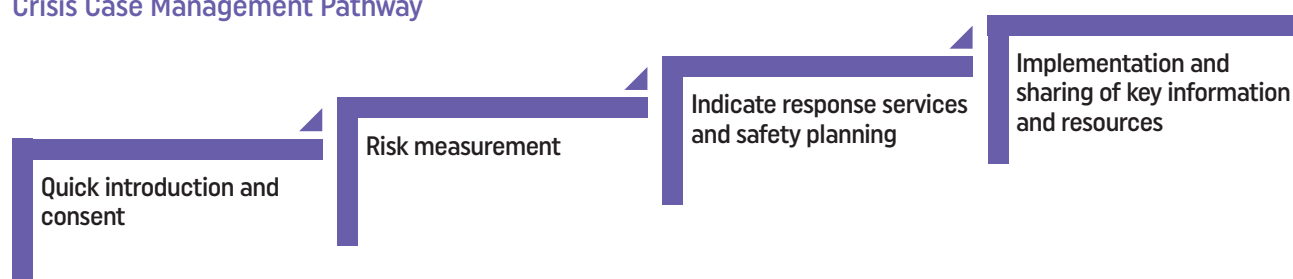 Crisis Case Management Pathway
Quick introduction and
consent
Risk measurement
Indicate response services
and safety planning
Implementation and
sharing of key information
and resources